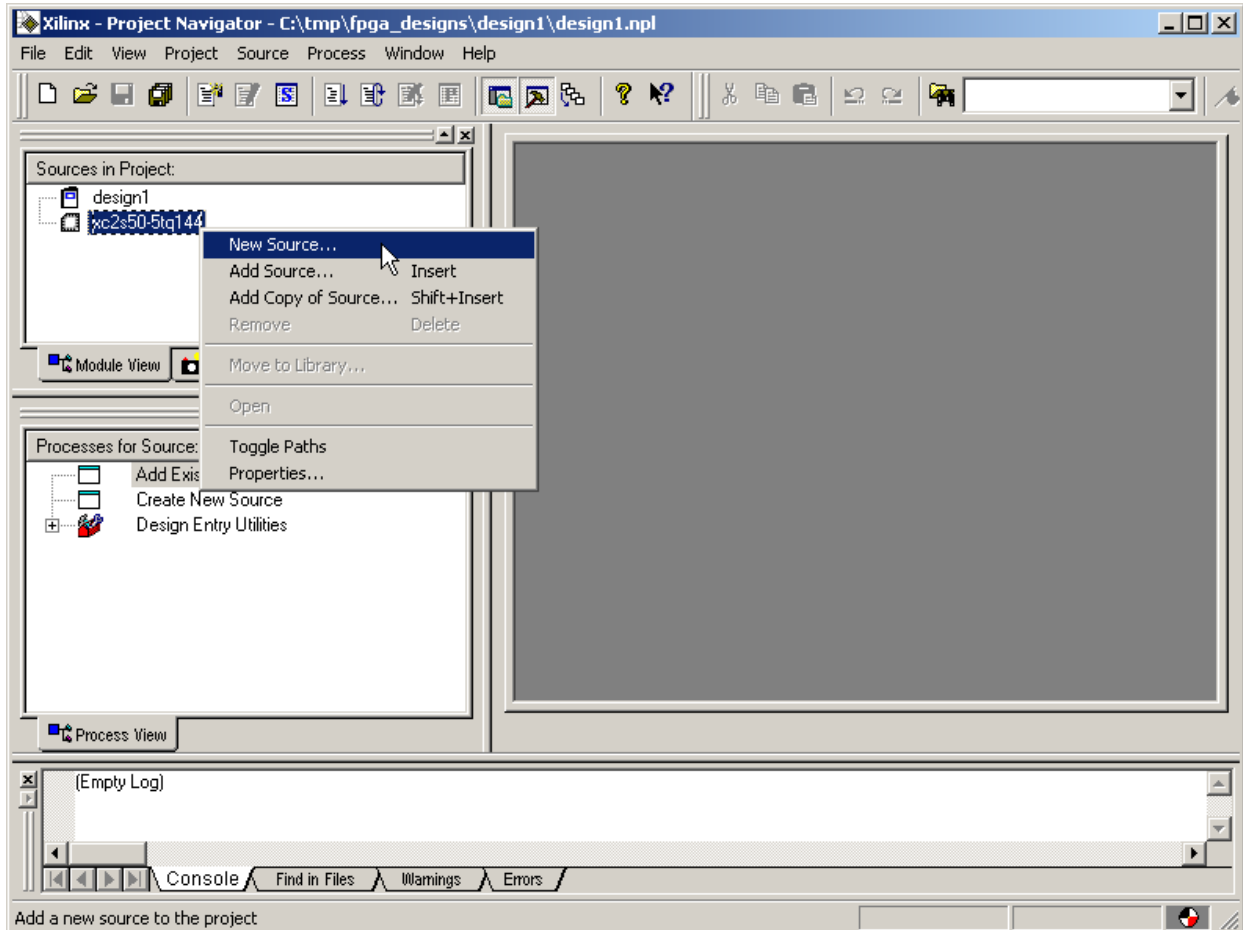 Xilinx - Project Navigator - C:\tmp\fpga_designs\design1\design1.npl
File Edit View Project Source Process Window Help
Sources in Project:
design1
xc2s50-5tq144
New Source...
Add Source... Insert
Add Copy of Source... Shift+Insert
Remove Delete
Move to Library...
Open
Toggle Paths
Properties...
Module View
Processes for Source:
Add Exis
Create New Source
Design Entry Utilities
Process View
(Empty Log)
Console Find in Files Warnings Errors
Add a new source to the project